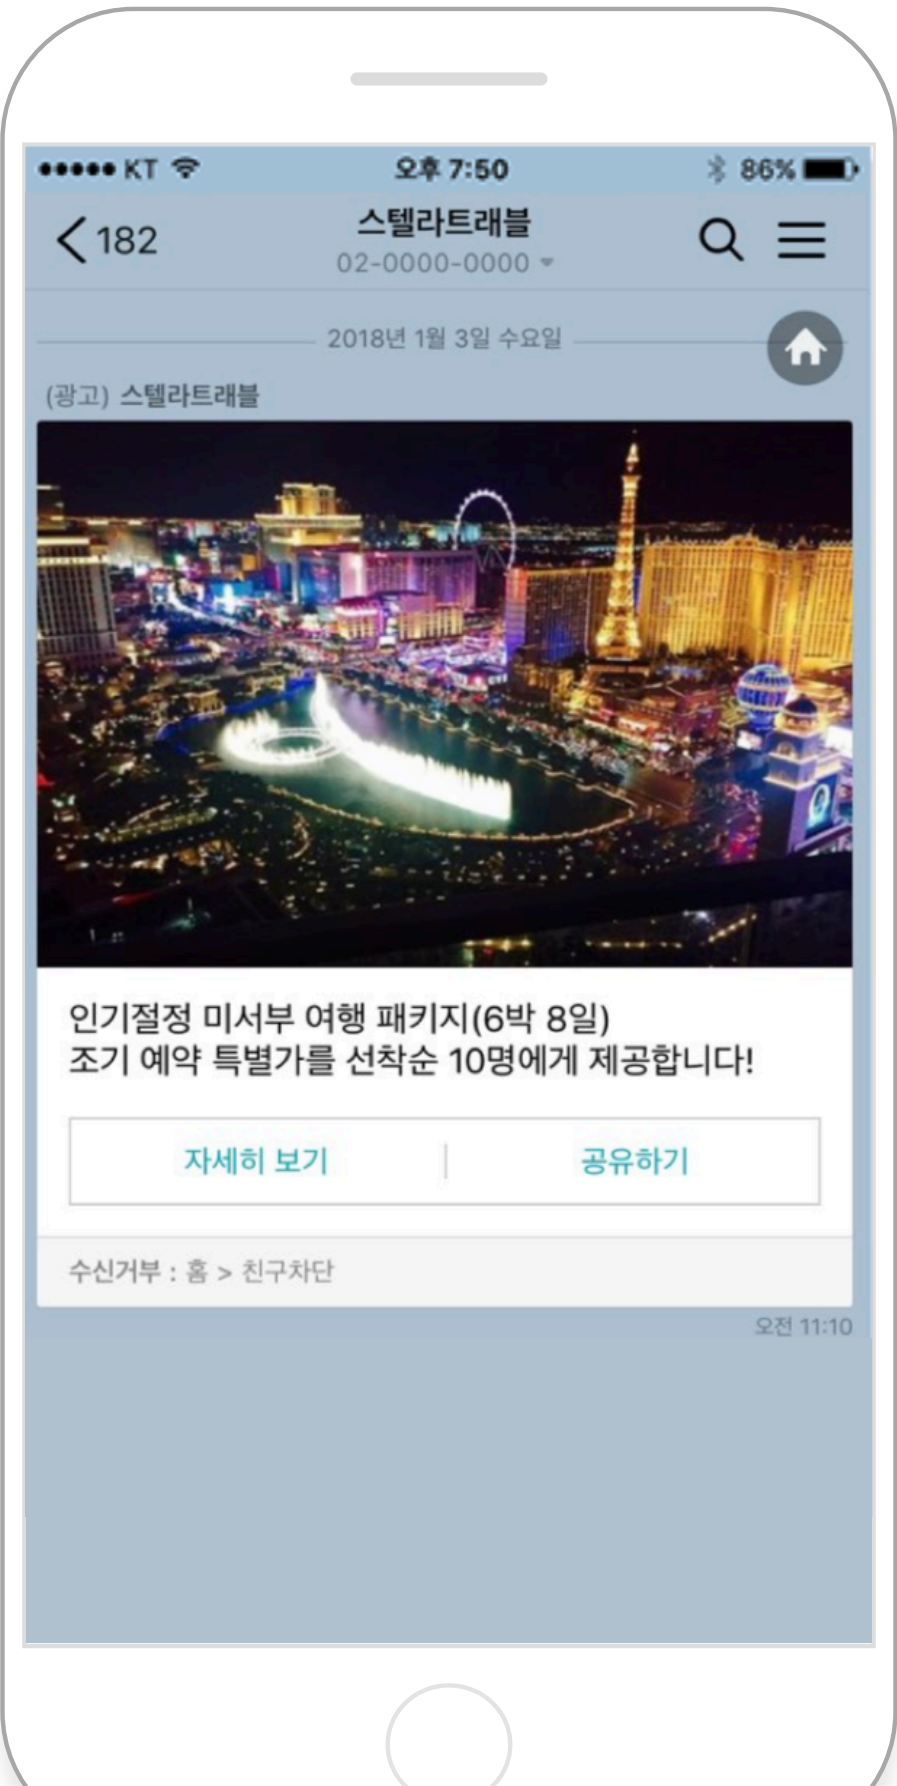 KT 오후 7:50 86%
182 스텔라트래블
02-0000-0000
2018년 1월 3일 수요일
(광고) 스텔라트래블
인기절정 미서부 여행 패키지(6박 8일)
조기 예약 특별가를 선착순 10명에게 제공합니다!
자세히 보기 공유하기
수신거부 : 홈 > 친구차단
오전 11:10